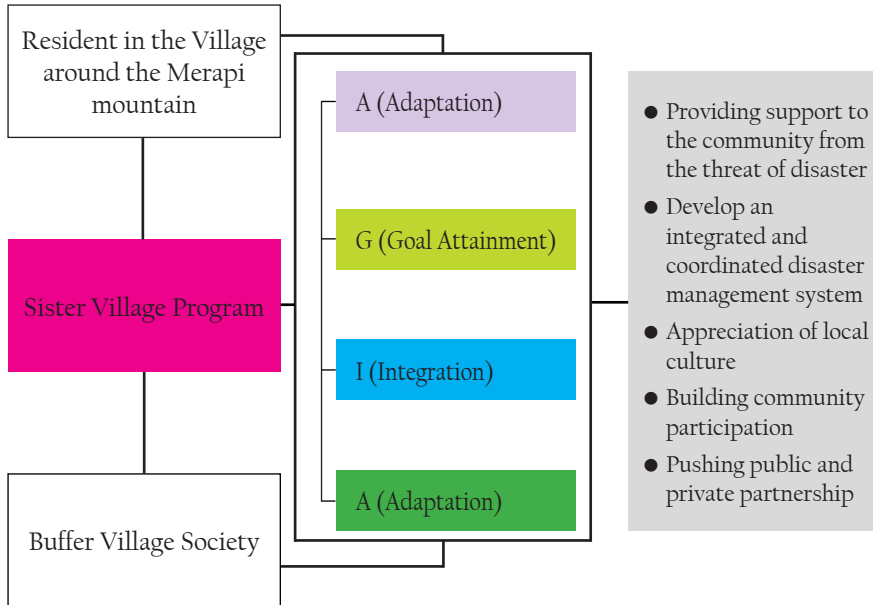 Resident in the Village
around the Merapi
mountain
Sister Village Program
Buffer Village Society
A (Adaptation)
G (Goal Attainment)
I (Integration)
A (Adaptation)
● Providing support to
the community from
the threat of disaster
● Develop an
integrated and
coordinated disaster
management system
● Appreciation of local
culture
● Building community
participation
● Pushing public and
private partnership